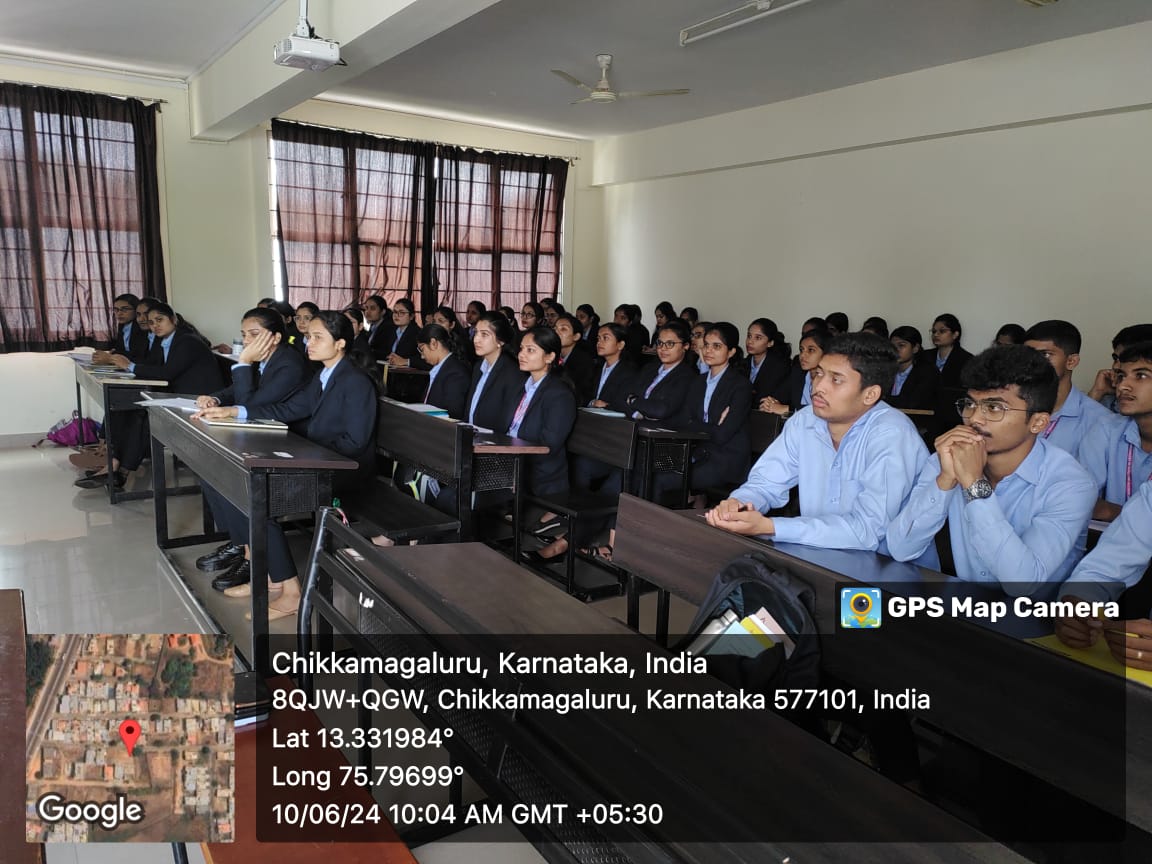 GPS Map Camera
Chikkamagaluru, Karnataka, India
8QJW+QGW, Chikkamagaluru, Karnataka 577101, India
Lat 13.331984°
Long 75.79699°
10/06/24 10:04 AM GMT +05:30
Google